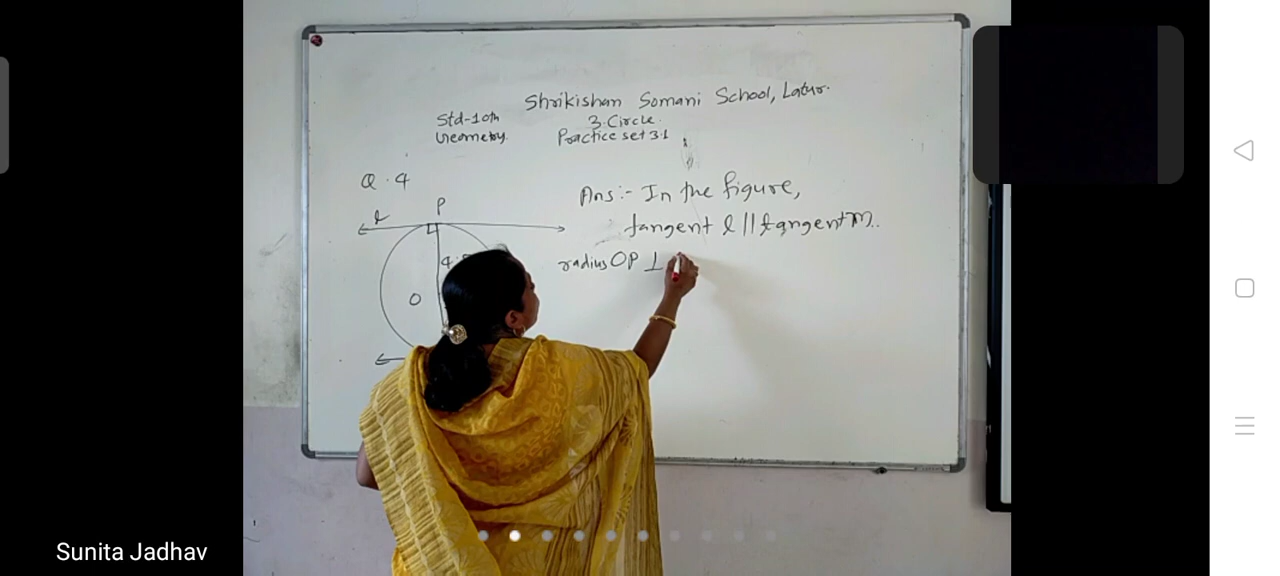 Shrikishan Somani School, Latur.
Std-10th
3. Circle.
Geometry.
Practice set 3.1
Q. 4
Ans:- In the figure,
P
l
tangent l || tangent m.
radius OP ⊥
4.
O
Sunita Jadhav